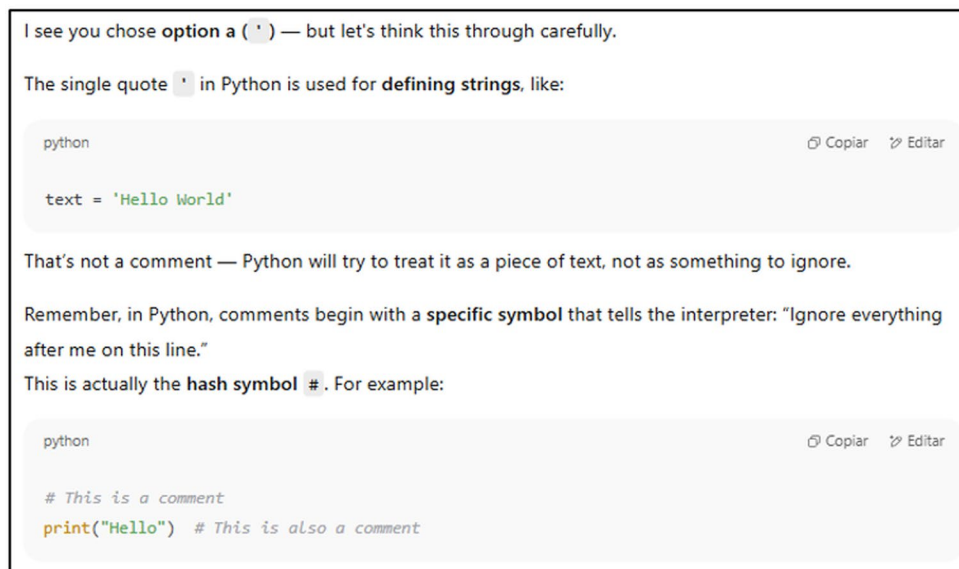 I see you chose option a ( ' ) — but let's think this through carefully.
The single quote ' in Python is used for defining strings, like:
python Copiar Editar
text = 'Hello World'
That's not a comment — Python will try to treat it as a piece of text, not as something to ignore.
Remember, in Python, comments begin with a specific symbol that tells the interpreter: “Ignore everything
after me on this line.”
This is actually the hash symbol #. For example:
python Copiar Editar
# This is a comment
print("Hello")  # This is also a comment